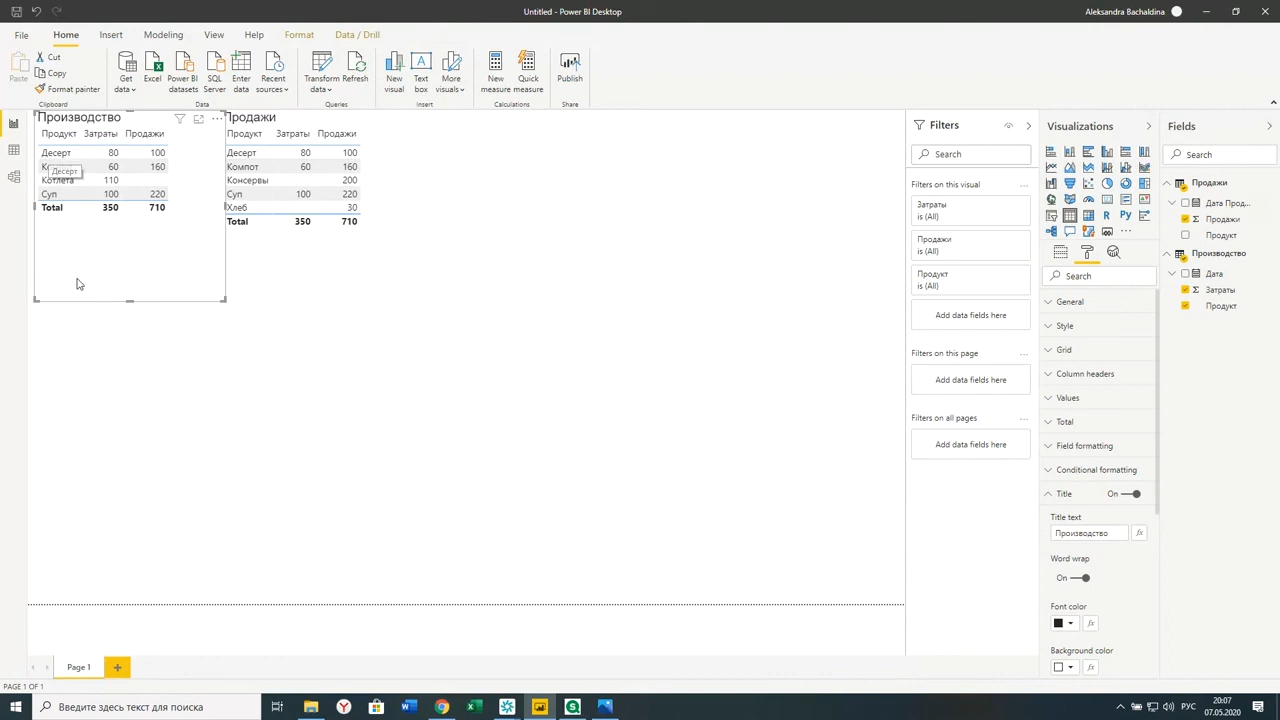 Untitled - Power BI Desktop
Aleksandra Bachaldina
File Home Insert Modeling View Help Format Data / Drill
Paste
Cut
Copy
Format painter
Get data
Excel
Power BI datasets
SQL Server
Enter data
Recent sources
Transform data
Refresh
New visual
Text box
More visuals
New measure
Quick measure
Publish
Clipboard Data Queries Insert Calculations Share
Производство
Продукт Затраты Продажи
Десерт 80 100
60 160
Десерт
Котлета 110
Суп 100 220
Total 350 710
Продажи
Продукт Затраты Продажи
Десерт 80 100
Компот 60 160
Консервы 200
Суп 100 220
Хлеб 30
Total 350 710
Filters
Search
Filters on this visual
Затраты
is (All)
Продажи
is (All)
Продукт
is (All)
Add data fields here
Filters on this page
Add data fields here
Filters on all pages
Add data fields here
Visualizations
R Py
Search
General
Style
Grid
Column headers
Values
Total
Field formatting
Conditional formatting
Title On
Title text
Производство fx
Word wrap
On
Font color
fx
Background color
fx
Fields
Search
Продажи
Дата Прод...
Σ Продажи
Продукт
Производство
Дата
Σ Затраты
Продукт
Page 1
PAGE 1 OF 1
Введите здесь текст для поиска
РУС
20:07
07.05.2020